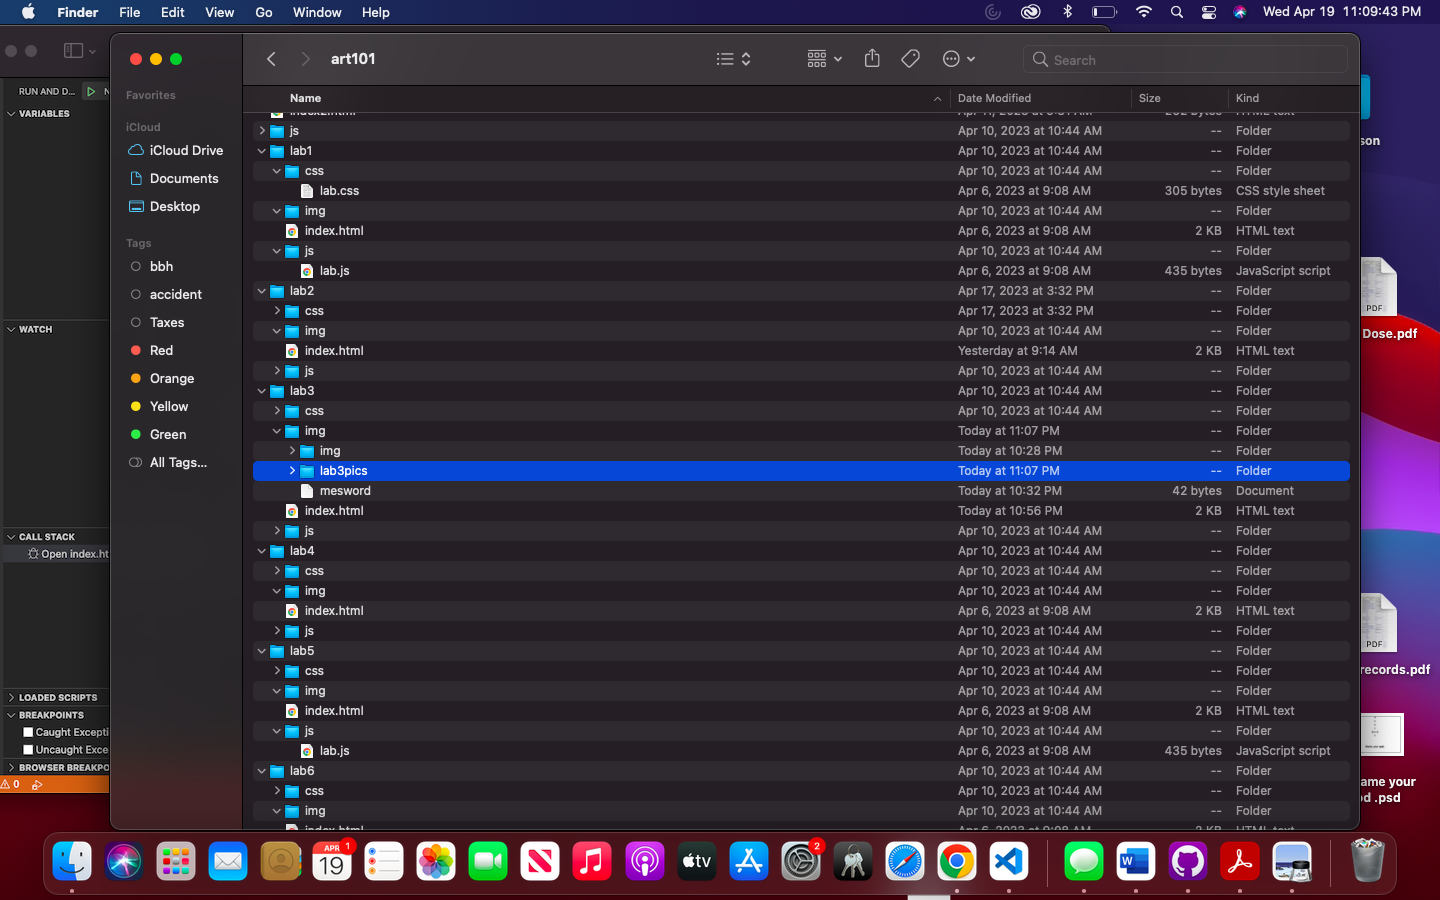 Finder File Edit View Go Window Help Wed Apr 19 11:09:43 PM
art101 Search
RUN AND D...
VARIABLES
WATCH
CALL STACK
Open index.ht
LOADED SCRIPTS
BREAKPOINTS
Caught Excepti
Uncaught Exce
BROWSER BREAKPO
0
Favorites
iCloud
iCloud Drive
Documents
Desktop
Tags
bbh
accident
Taxes
Red
Orange
Yellow
Green
All Tags...
Name Date Modified Size Kind
js Apr 10, 2023 at 10:44 AM -- Folder
lab1 Apr 10, 2023 at 10:44 AM -- Folder
css Apr 10, 2023 at 10:44 AM -- Folder
lab.css Apr 6, 2023 at 9:08 AM 305 bytes CSS style sheet
img Apr 10, 2023 at 10:44 AM -- Folder
index.html Apr 6, 2023 at 9:08 AM 2 KB HTML text
js Apr 10, 2023 at 10:44 AM -- Folder
lab.js Apr 6, 2023 at 9:08 AM 435 bytes JavaScript script
lab2 Apr 17, 2023 at 3:32 PM -- Folder
css Apr 17, 2023 at 3:32 PM -- Folder
img Apr 10, 2023 at 10:44 AM -- Folder
index.html Yesterday at 9:14 AM 2 KB HTML text
js Apr 10, 2023 at 10:44 AM -- Folder
lab3 Apr 10, 2023 at 10:44 AM -- Folder
css Apr 10, 2023 at 10:44 AM -- Folder
img Today at 11:07 PM -- Folder
img Today at 10:28 PM -- Folder
lab3pics Today at 11:07 PM -- Folder
mesword Today at 10:32 PM 42 bytes Document
index.html Today at 10:56 PM 2 KB HTML text
js Apr 10, 2023 at 10:44 AM -- Folder
lab4 Apr 10, 2023 at 10:44 AM -- Folder
css Apr 10, 2023 at 10:44 AM -- Folder
img Apr 10, 2023 at 10:44 AM -- Folder
index.html Apr 6, 2023 at 9:08 AM 2 KB HTML text
js Apr 10, 2023 at 10:44 AM -- Folder
lab5 Apr 10, 2023 at 10:44 AM -- Folder
css Apr 10, 2023 at 10:44 AM -- Folder
img Apr 10, 2023 at 10:44 AM -- Folder
index.html Apr 6, 2023 at 9:08 AM 2 KB HTML text
js Apr 10, 2023 at 10:44 AM -- Folder
lab.js Apr 6, 2023 at 9:08 AM 435 bytes JavaScript script
lab6 Apr 10, 2023 at 10:44 AM -- Folder
css Apr 10, 2023 at 10:44 AM -- Folder
img Apr 10, 2023 at 10:44 AM -- Folder
son
PDF
Dose.pdf
PDF
records.pdf
ame your
od .psd
APR 1
19
tv
2
W